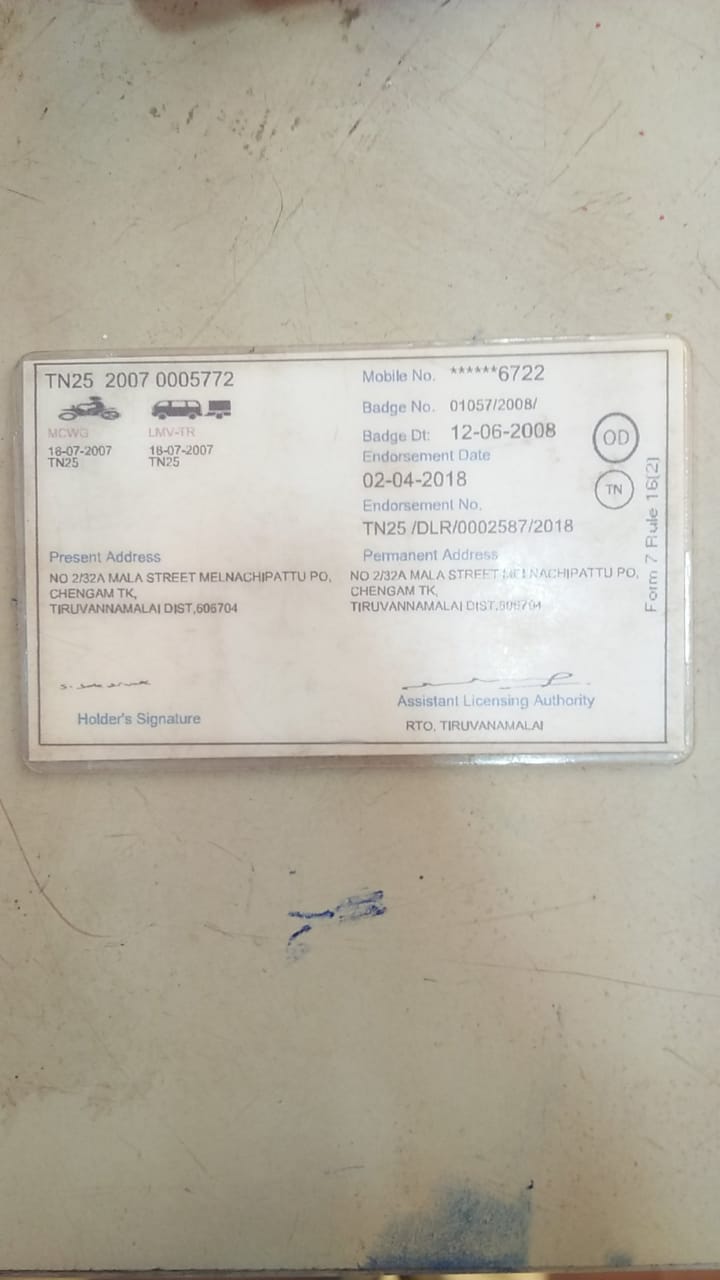 TN25 2007 0005772
MCWG LMV-TR
18-07-2007 18-07-2007
TN25 TN25
Mobile No. ******6722
Badge No. 01057/2008/
Badge Dt: 12-06-2008
Endorsement Date
02-04-2018
Endorsement No.
TN25 /DLR/0002587/2018
OD
TN
Form 7 Rule 16(2)
Present Address
NO 2/32A MALA STREET MELNACHIPATTU PO,
CHENGAM TK,
TIRUVANNAMALAI DIST,606704
Permanent Address
NO 2/32A MALA STREET MELNACHIPATTU PO,
CHENGAM TK,
TIRUVANNAMALAI DIST,606704
Holder's Signature
Assistant Licensing Authority
RTO, TIRUVANAMALAI